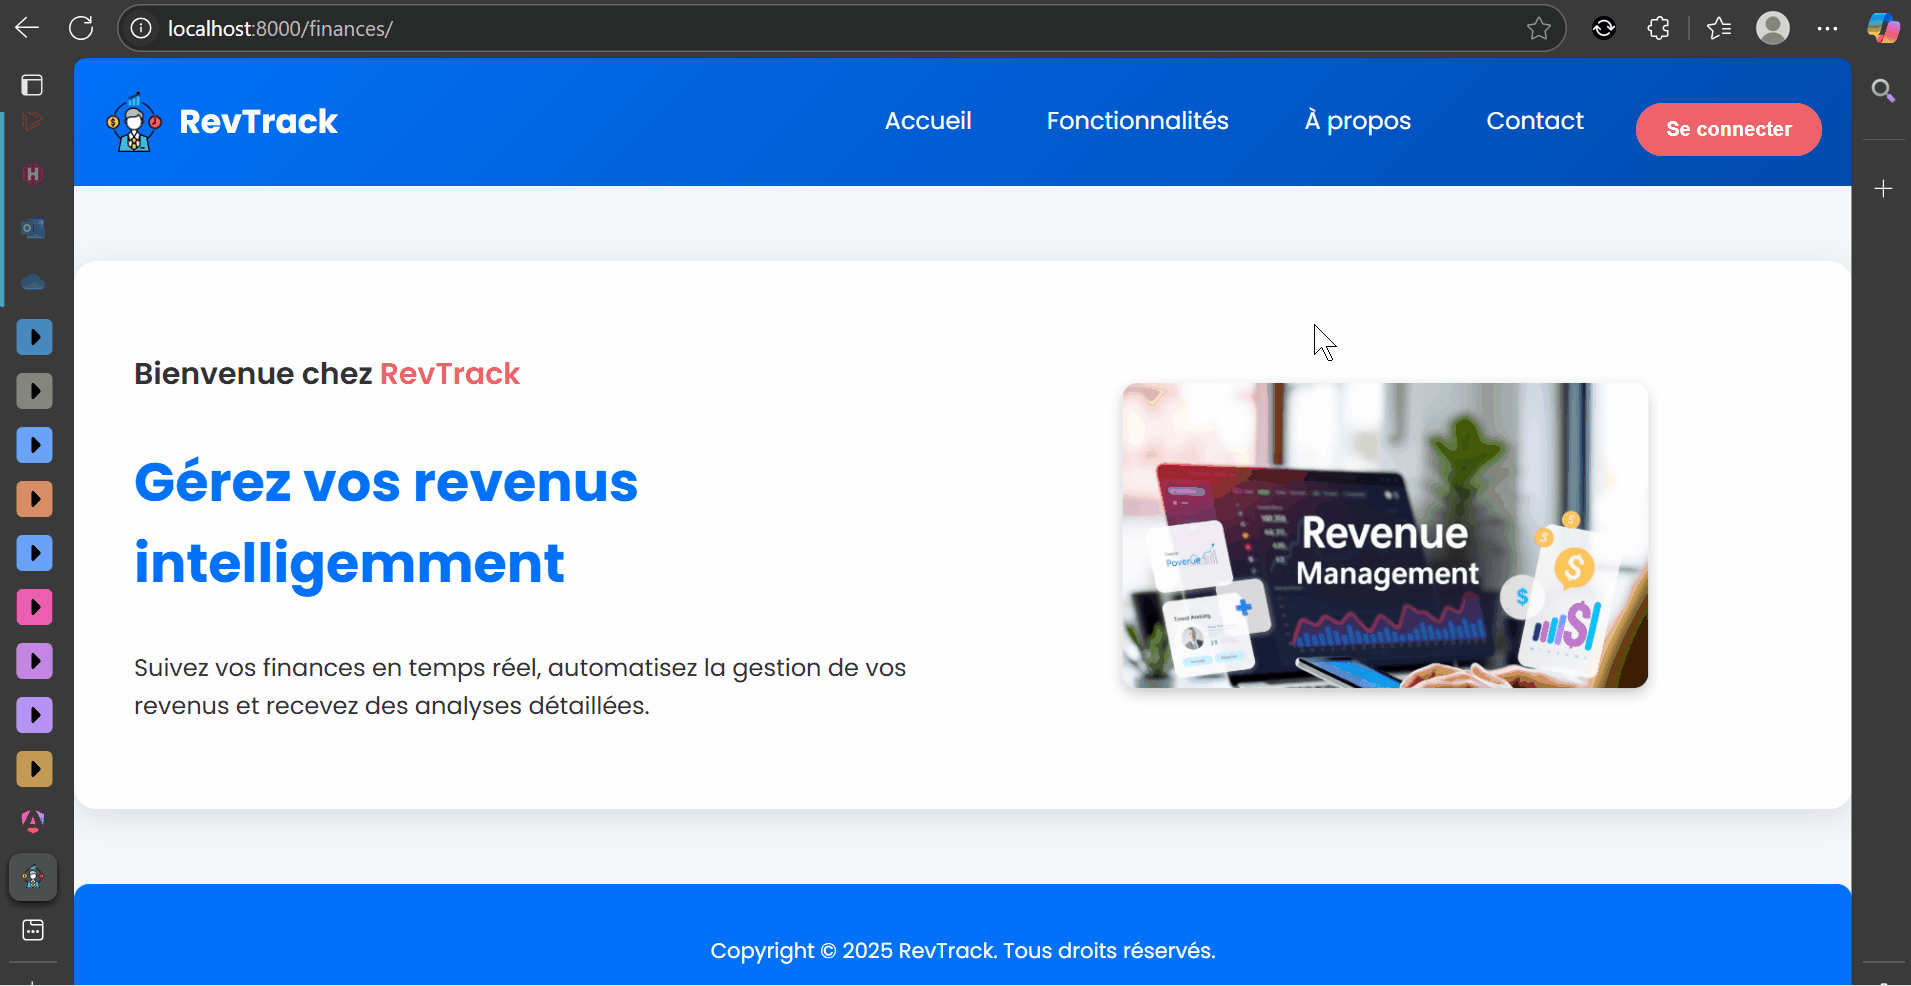 localhost:8000/finances/
RevTrack
Accueil
Fonctionnalités
À propos
Contact
Se connecter
Bienvenue chez RevTrack
Gérez vos revenus
intelligemment
Suivez vos finances en temps réel, automatisez la gestion de vos
revenus et recevez des analyses détaillées.
Revenue
Management
Poverue
Copyright © 2025 RevTrack. Tous droits réservés.